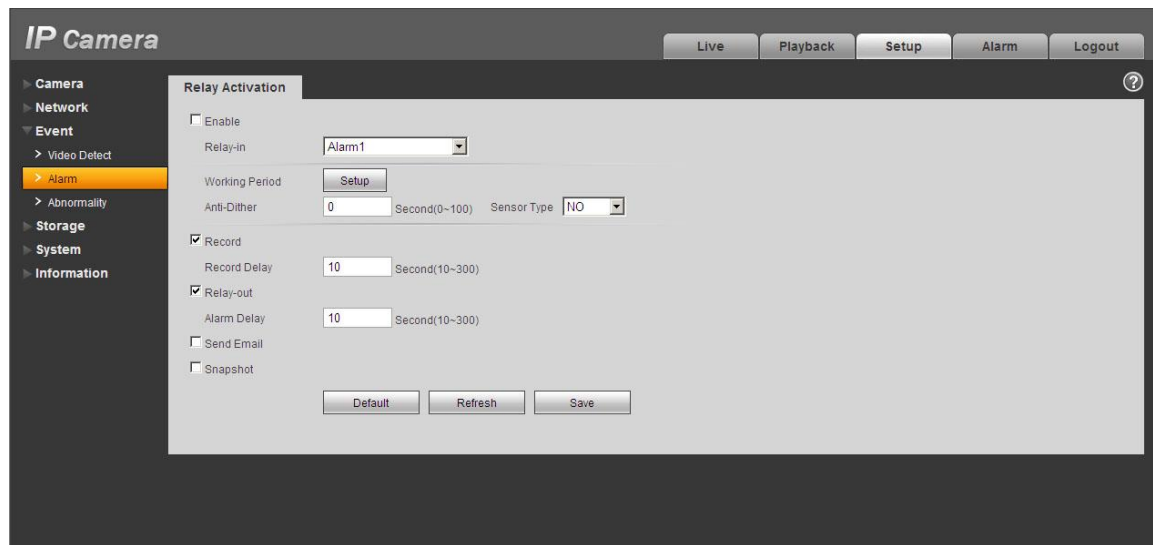 IP Camera
Live Playback Setup Alarm Logout
Camera
Network
Event
> Video Detect
> Alarm
> Abnormality
Storage
System
Information
Relay Activation
?
Enable
Relay-in Alarm1
Working Period Setup
Anti-Dither 0 Second(0~100) Sensor Type NO
Record
Record Delay 10 Second(10~300)
Relay-out
Alarm Delay 10 Second(10~300)
Send Email
Snapshot
Default Refresh Save